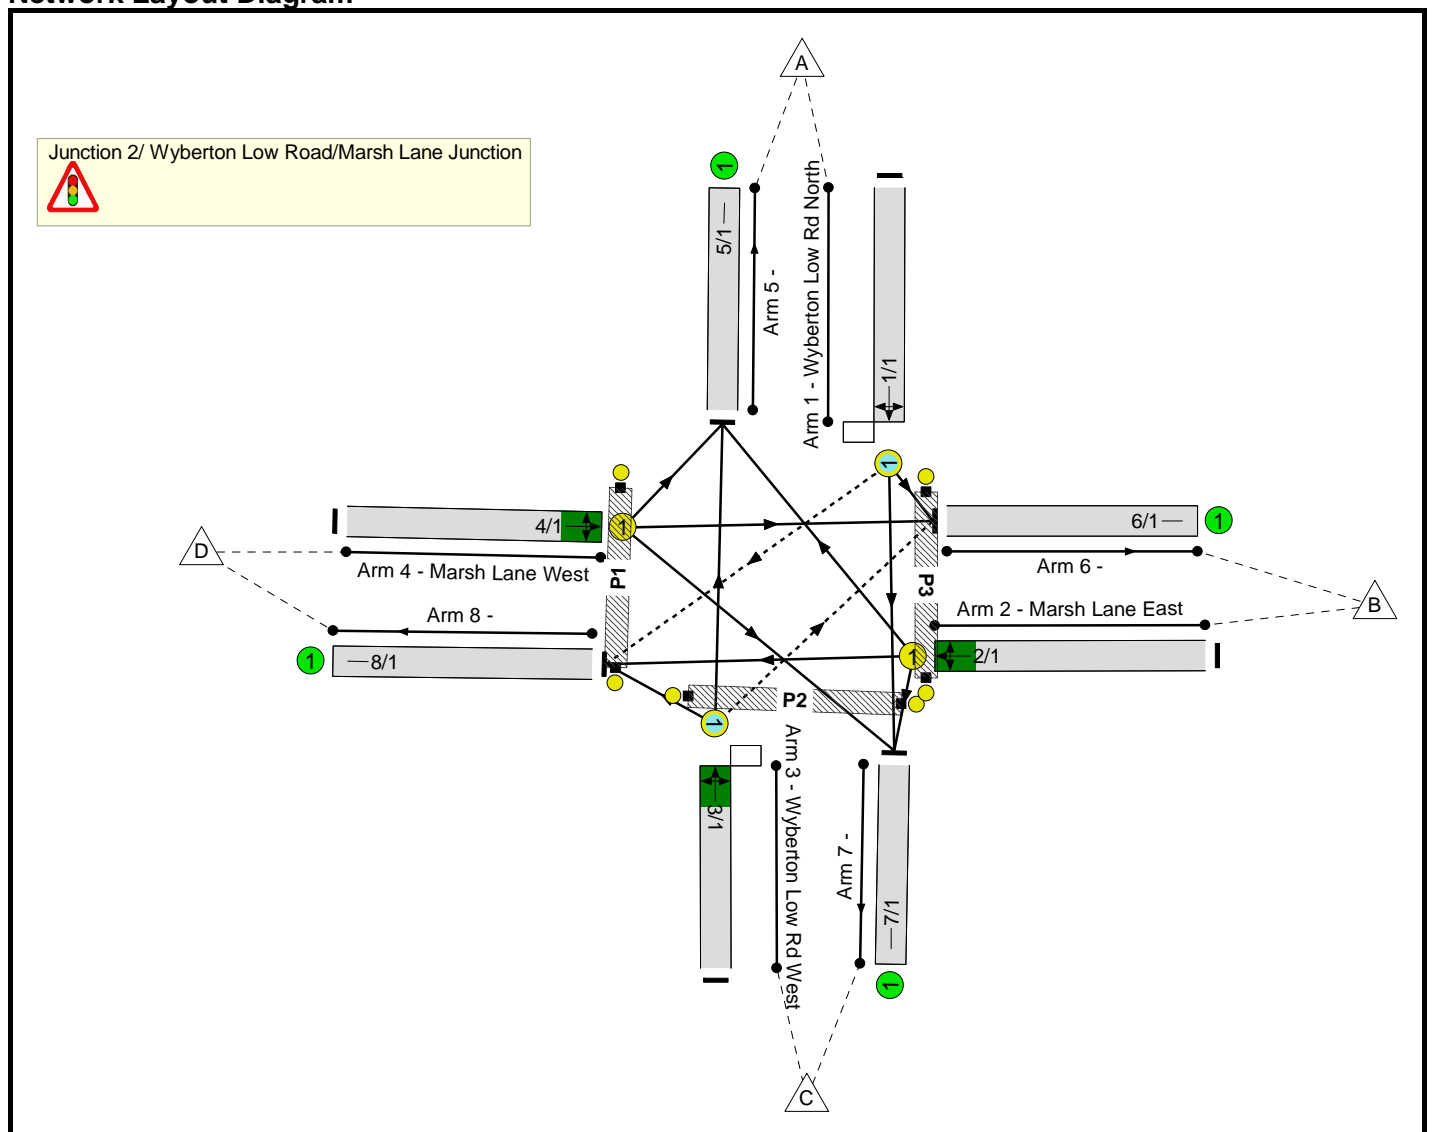 Network Layout Diagram
A
Junction 2/ Wyberton Low Road/Marsh Lane Junction
1
5/1
Arm 5 -
Arm 1 - Wyberton Low Rd North
1/1
1
4/1
1
6/1
1
D
Arm 4 - Marsh Lane West
P1
Arm 6 -
P3
Arm 2 - Marsh Lane East
B
Arm 8 -
1
8/1
1
2/1
P2
1
Arm 3 - Wyberton Low Rd West
3/1
Arm 7 -
7/1
1
C